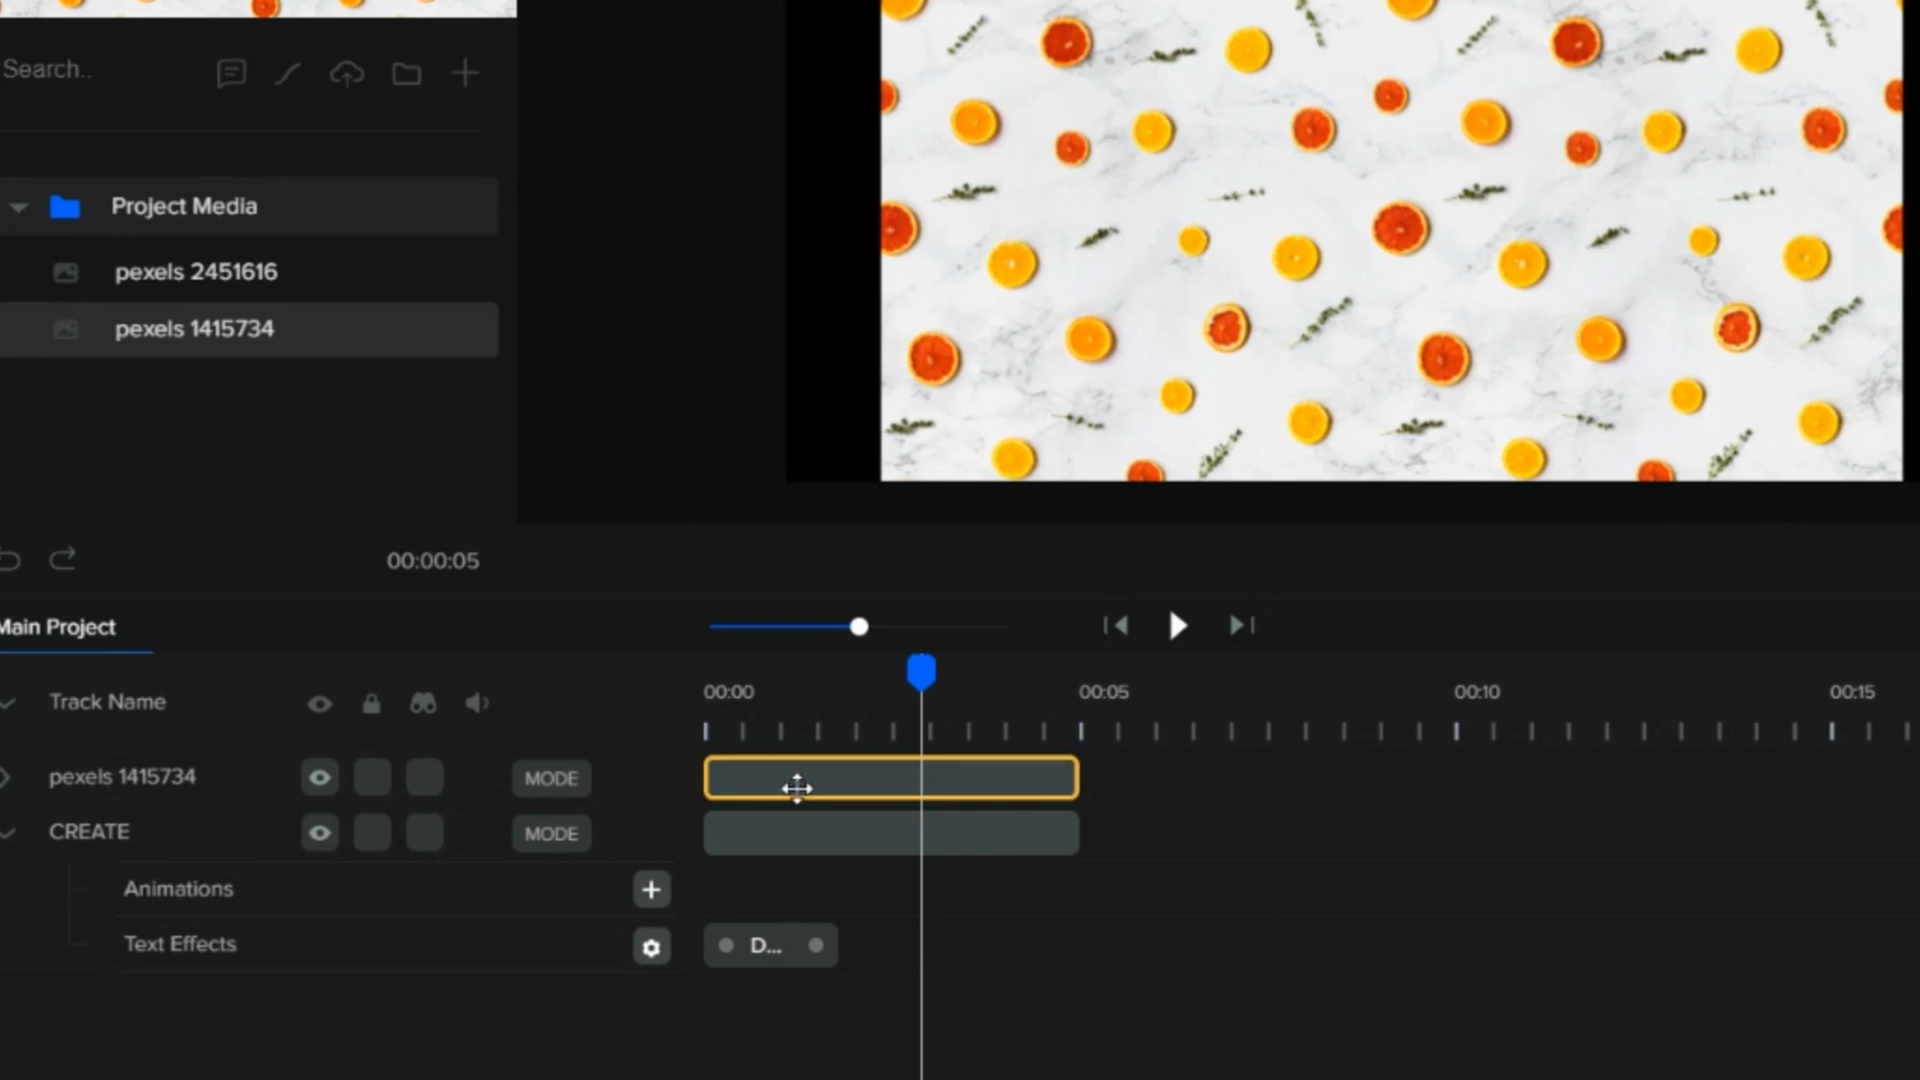 Search..
Project Media
pexels 2451616
pexels 1415734
00:00:05
Main Project
Track Name
00:00 00:05 00:10 00:15
pexels 1415734 MODE
CREATE MODE
Animations
Text Effects D...